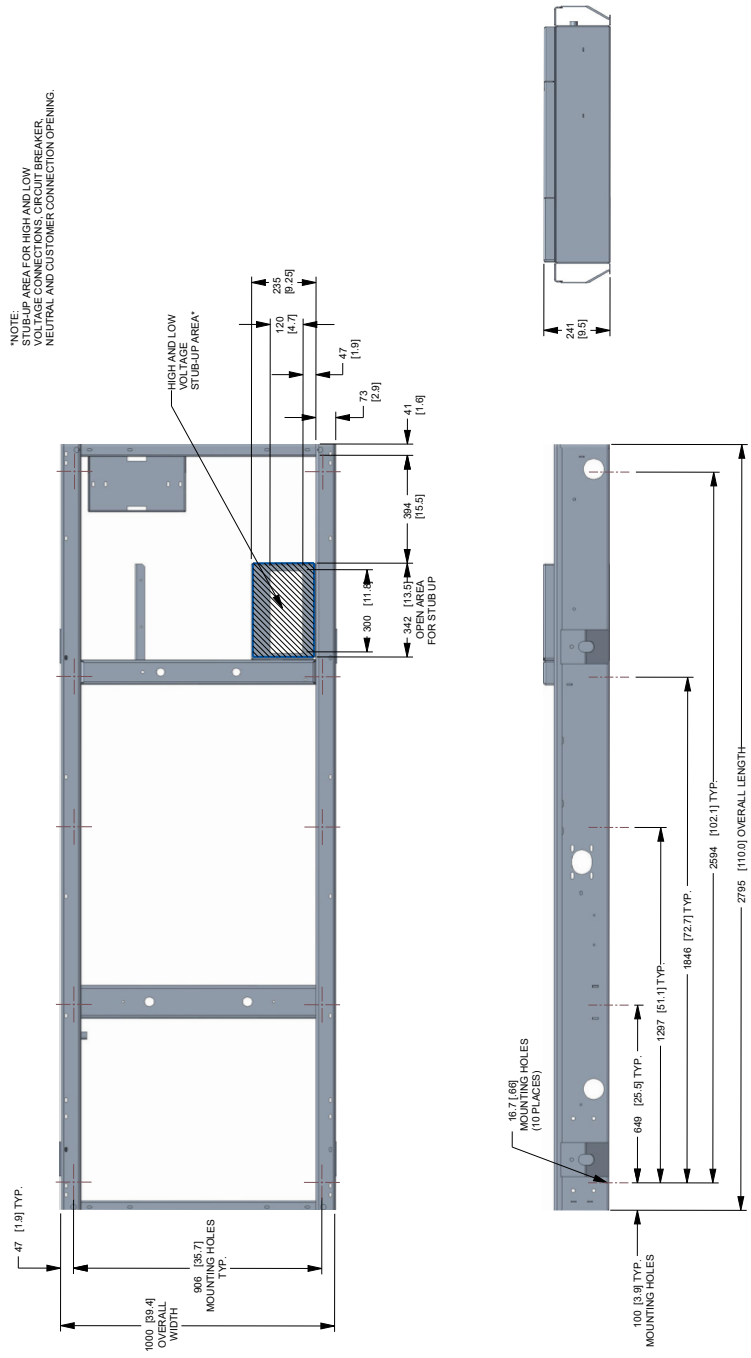 *NOTE:
STUB-UP AREA FOR HIGH AND LOW
VOLTAGE CONNECTIONS, CIRCUIT BREAKER,
NEUTRAL AND CUSTOMER CONNECTION OPENING.
47 [1.9] TYP.
1000 [39.4]
OVERALL
WIDTH
906 [35.7]
MOUNTING HOLES
TYP.
HIGH AND LOW
VOLTAGE
STUB-UP AREA*
235
[9.25]
120
[4.7]
47
[1.9]
73
[2.9]
41
[1.6]
394
[15.5]
300 [11.8]
342 [13.5]
OPEN AREA
FOR STUB UP
16.7 [.66]
MOUNTING HOLES
(10 PLACES)
100 [3.9] TYP.
MOUNTING HOLES
649 [25.5] TYP.
1297 [51.1] TYP.
1846 [72.7] TYP.
2594 [102.1] TYP.
2795 [110.0] OVERALL LENGTH
241
[9.5]